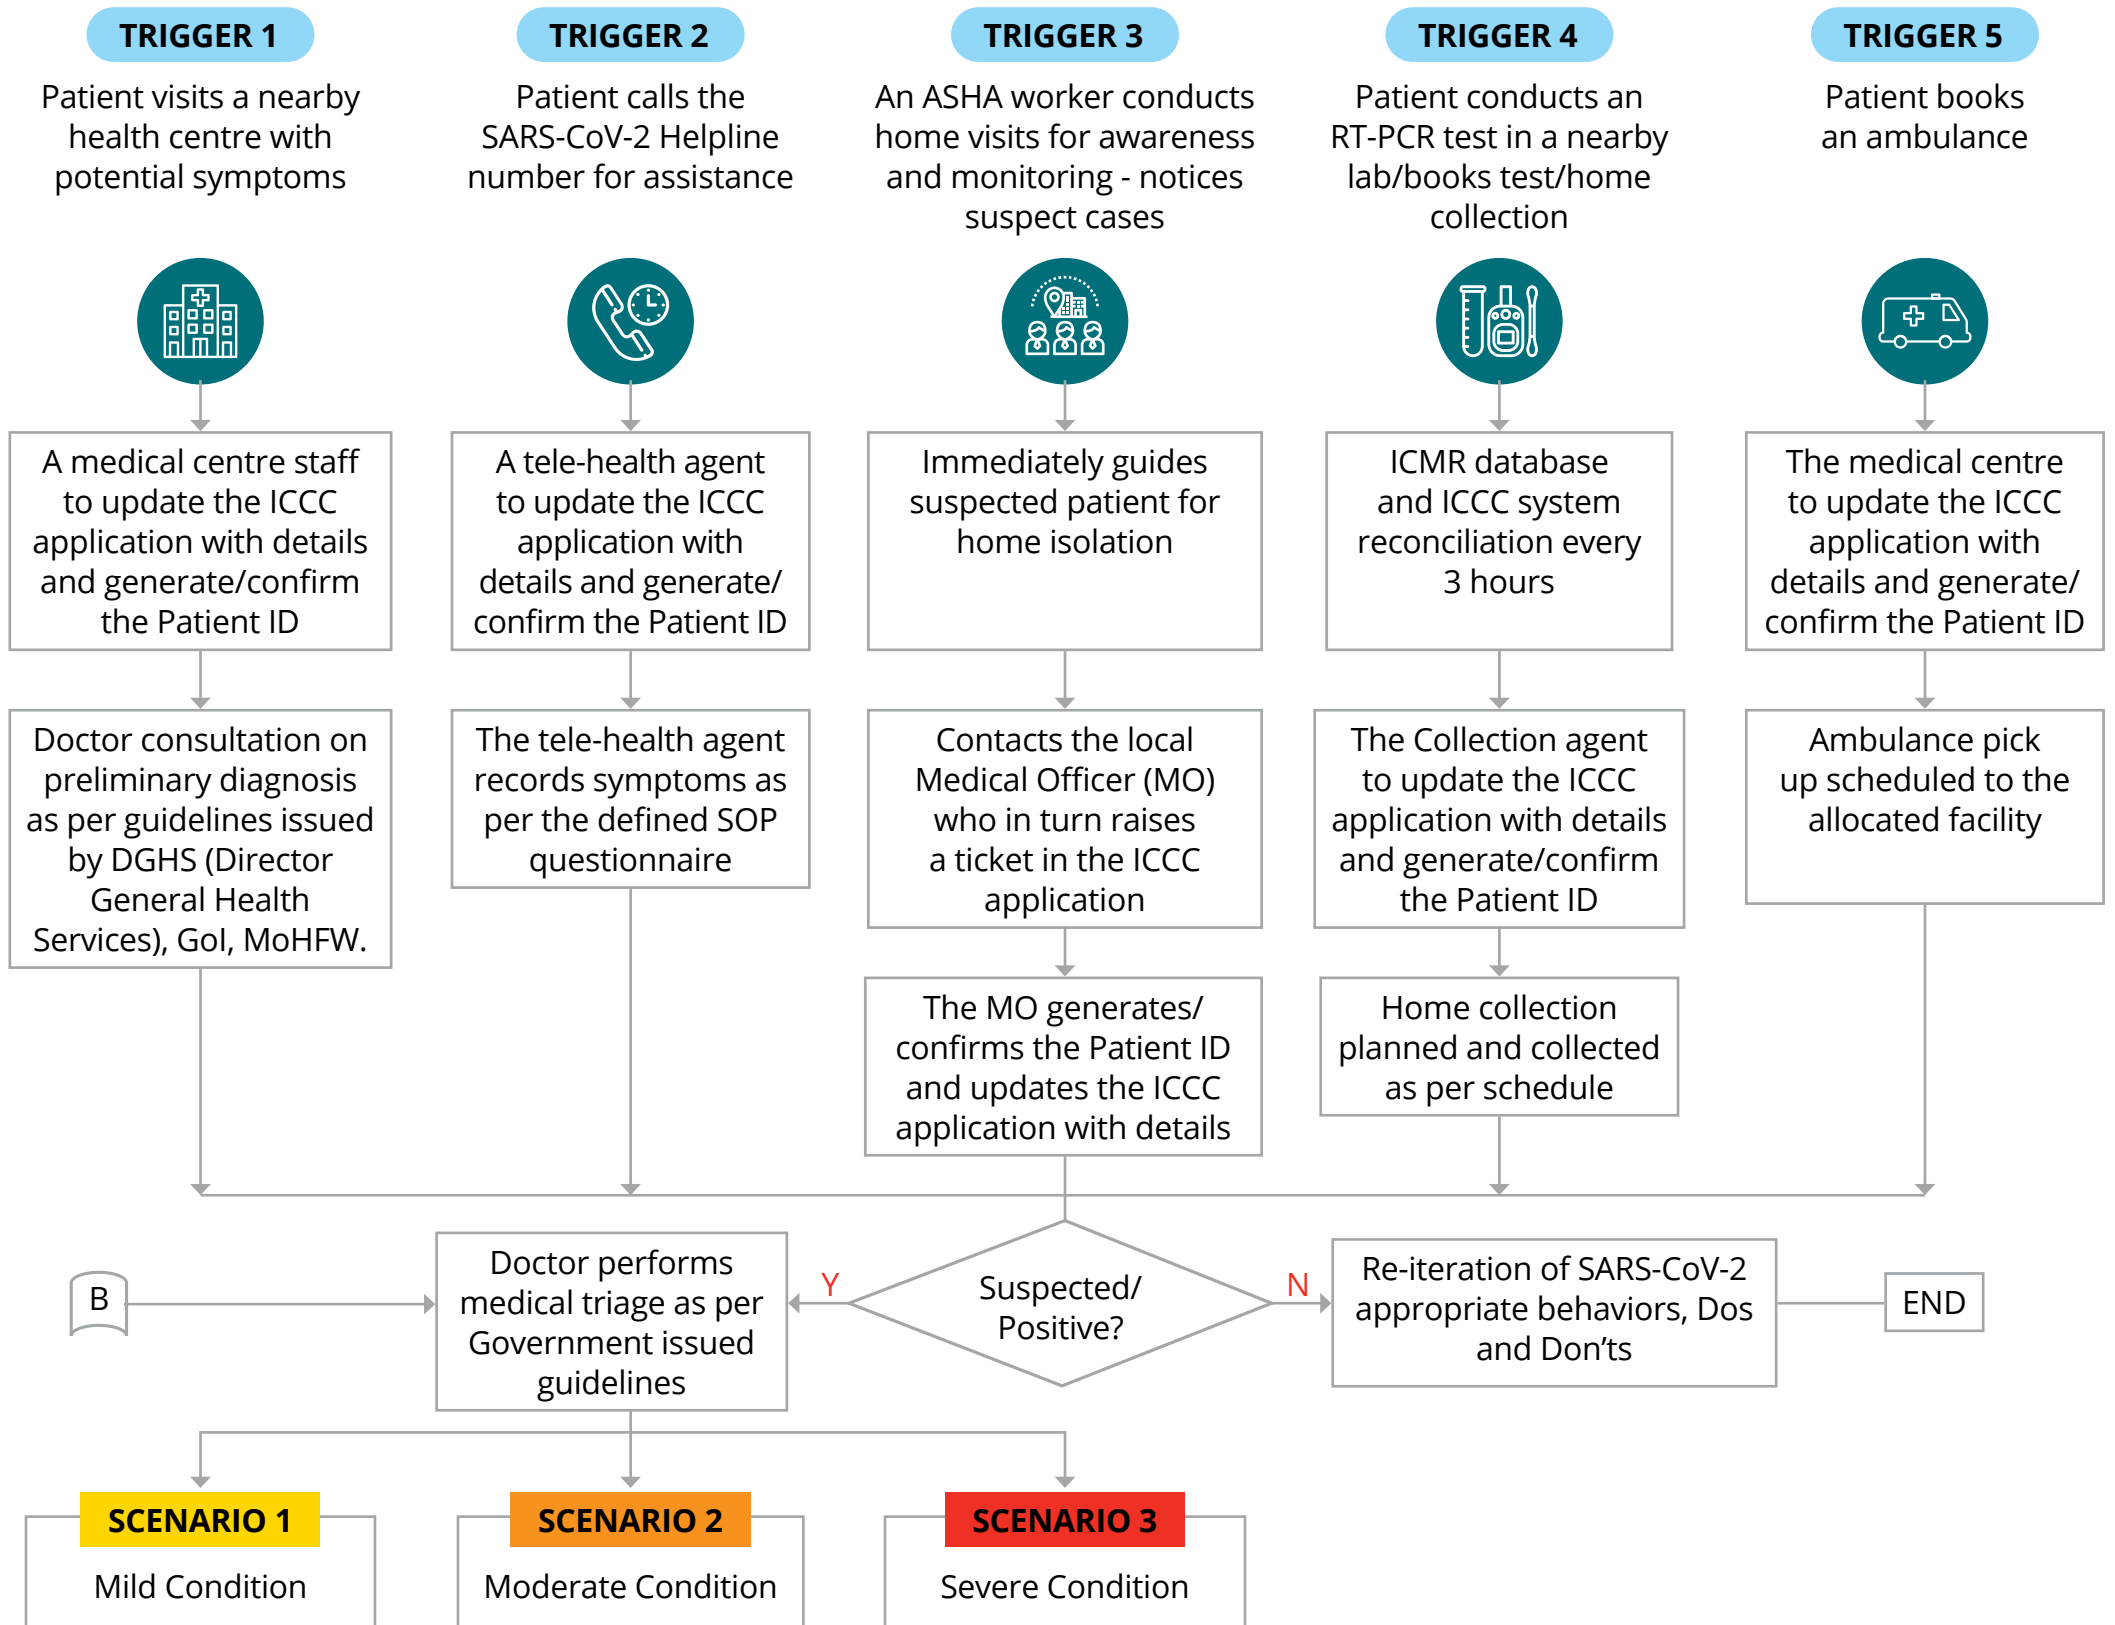 TRIGGER 1
Patient visits a nearby
health centre with
potential symptoms
A medical centre staff
to update the ICCC
application with details
and generate/confirm
the Patient ID
Doctor consultation on
preliminary diagnosis
as per guidelines issued
by DGHS (Director
General Health
Services), GoI, MoHFW.
TRIGGER 2
Patient calls the
SARS-CoV-2 Helpline
number for assistance
A tele-health agent
to update the ICCC
application with
details and generate/
confirm the Patient ID
The tele-health agent
records symptoms as
per the defined SOP
questionnaire
TRIGGER 3
An ASHA worker conducts
home visits for awareness
and monitoring - notices
suspect cases
Immediately guides
suspected patient for
home isolation
Contacts the local
Medical Officer (MO)
who in turn raises
a ticket in the ICCC
application
The MO generates/
confirms the Patient ID
and updates the ICCC
application with details
TRIGGER 4
Patient conducts an
RT-PCR test in a nearby
lab/books test/home
collection
ICMR database
and ICCC system
reconciliation every
3 hours
The Collection agent
to update the ICCC
application with details
and generate/confirm
the Patient ID
Home collection
planned and collected
as per schedule
TRIGGER 5
Patient books
an ambulance
The medical centre
to update the ICCC
application with
details and generate/
confirm the Patient ID
Ambulance pick
up scheduled to the
allocated facility
B
Doctor performs
medical triage as per
Government issued
guidelines
Y
Suspected/
Positive?
N
Re-iteration of SARS-CoV-2
appropriate behaviors, Dos
and Don’ts
END
SCENARIO 1
Mild Condition
SCENARIO 2
Moderate Condition
SCENARIO 3
Severe Condition